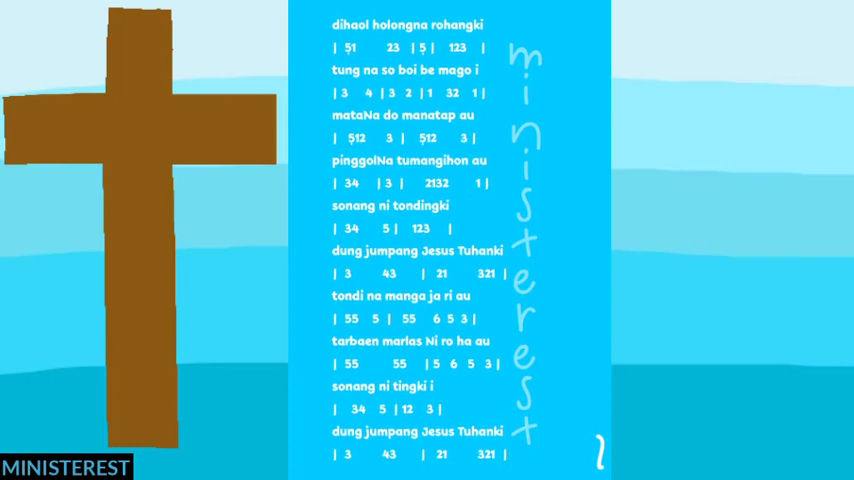 dihaol holongna rohangki
| 5̣1 23 | 5̣ | 123 |
tung na so boi be mago i
| 3 4 | 3 2 | 1 32 1 |
mataNa do manatap au
| 5̣12 3 | 5̣12 3 |
pinggolNa tumangihon au
| 34 | 3 | 2132 1 |
sonang ni tondingki
| 34 5 | 123 |
dung jumpang Jesus Tuhanki
| 3 43 | 21 321 |
tondi na manga ja ri au
| 55 5 | 55 6 5 3 |
tarbaen marlas Ni ro ha au
| 55 55 | 5 6 5 3 |
sonang ni tingki i
| 34 5 | 12 3 |
dung jumpang Jesus Tuhanki
| 3 43 | 21 321 |
ministerest
MINISTEREST